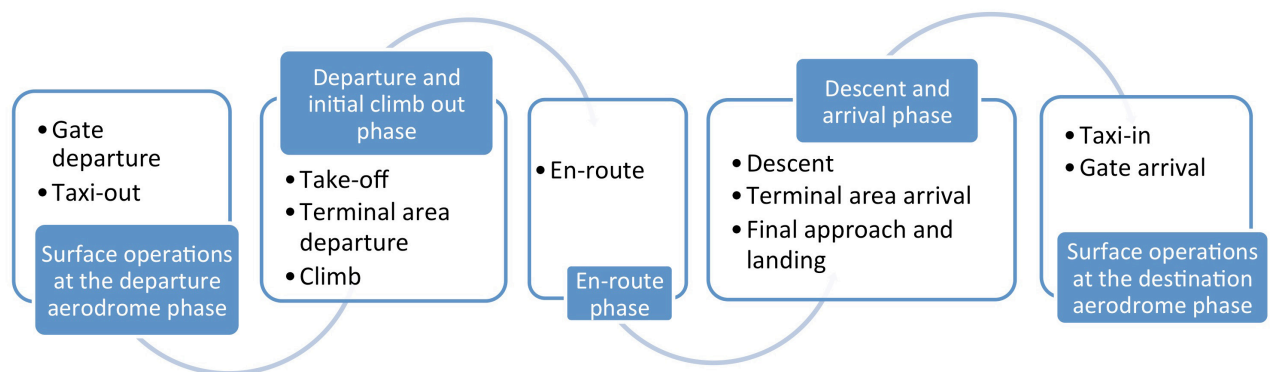 • Gate
departure
• Taxi-out
Surface operations
at the departure
aerodrome phase
Departure and
initial climb out
phase
• Take-off
• Terminal area
departure
• Climb
• En-route
En-route
phase
Descent and
arrival phase
• Descent
• Terminal area arrival
• Final approach and
landing
• Taxi-in
• Gate arrival
Surface operations
at the destination
aerodrome phase